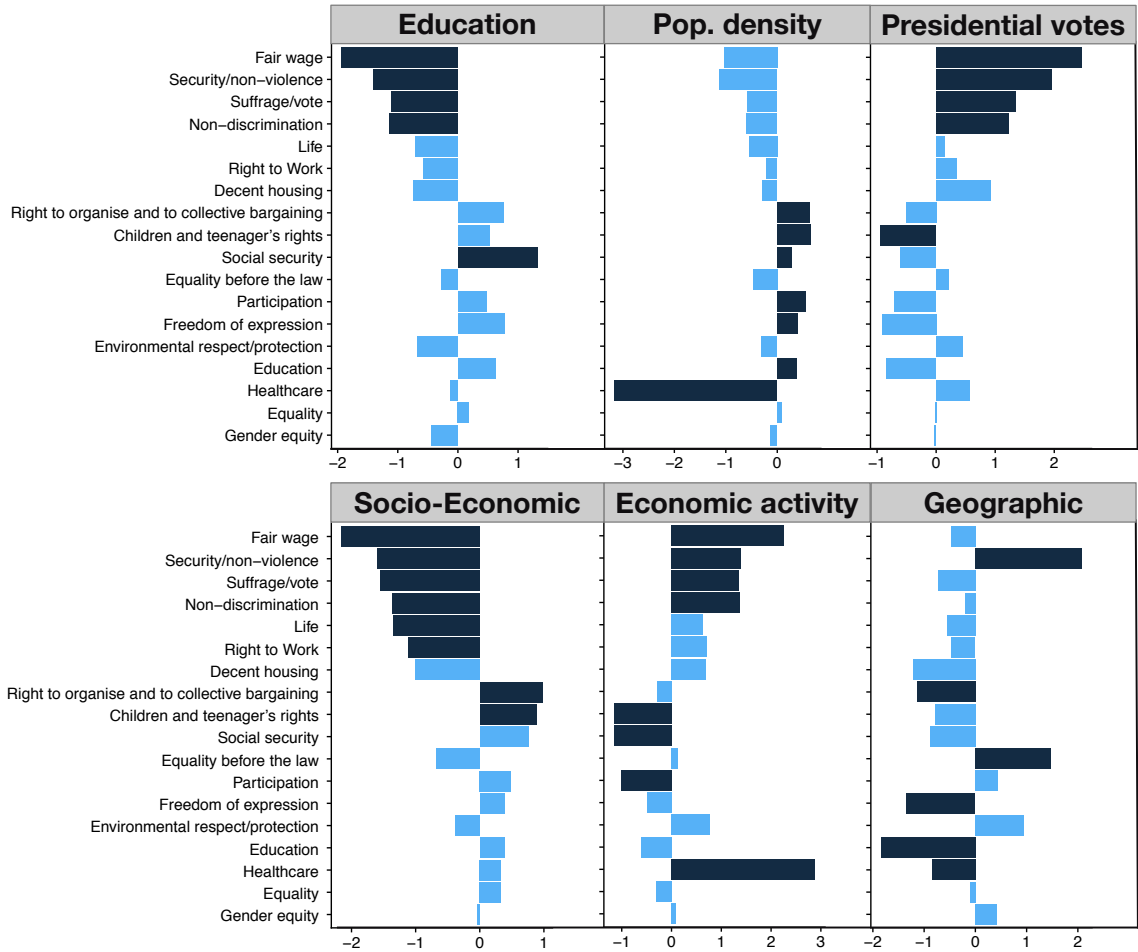 Education Pop. density Presidential votes
Fair wage
Security/non−violence
Suffrage/vote
Non−discrimination
Life
Right to Work
Decent housing
Right to organise and to collective bargaining
Children and teenager's rights
Social security
Equality before the law
Participation
Freedom of expression
Environmental respect/protection
Education
Healthcare
Equality
Gender equity
−2 −1 0 1 −3 −2 −1 0 −1 0 1 2
Socio-Economic Economic activity Geographic
Fair wage
Security/non−violence
Suffrage/vote
Non−discrimination
Life
Right to Work
Decent housing
Right to organise and to collective bargaining
Children and teenager's rights
Social security
Equality before the law
Participation
Freedom of expression
Environmental respect/protection
Education
Healthcare
Equality
Gender equity
−2 −1 0 1 −1 0 1 2 3 −2 −1 0 1 2